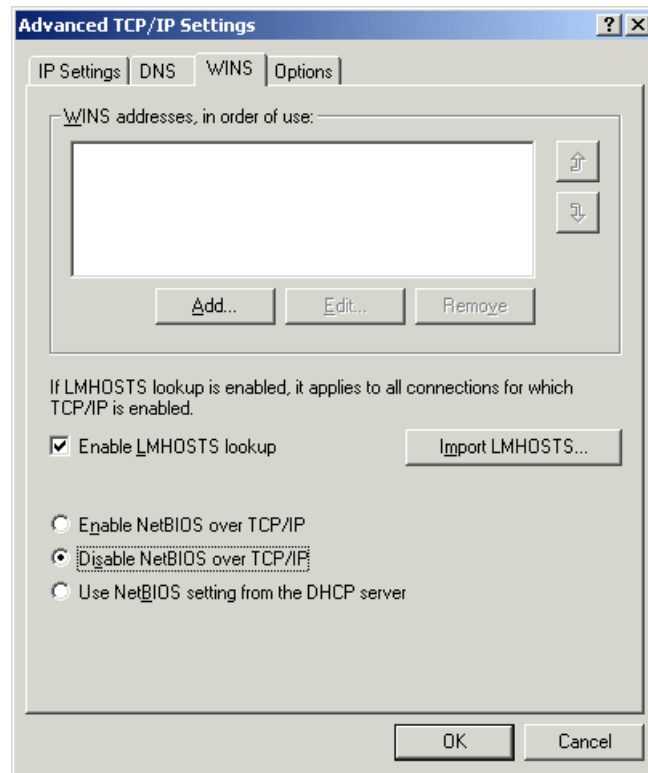 Advanced TCP/IP Settings
IP Settings DNS WINS Options
WINS addresses, in order of use:
Add... Edit... Remove
If LMHOSTS lookup is enabled, it applies to all connections for which
TCP/IP is enabled.
Enable LMHOSTS lookup Import LMHOSTS...
Enable NetBIOS over TCP/IP
Disable NetBIOS over TCP/IP
Use NetBIOS setting from the DHCP server
OK Cancel